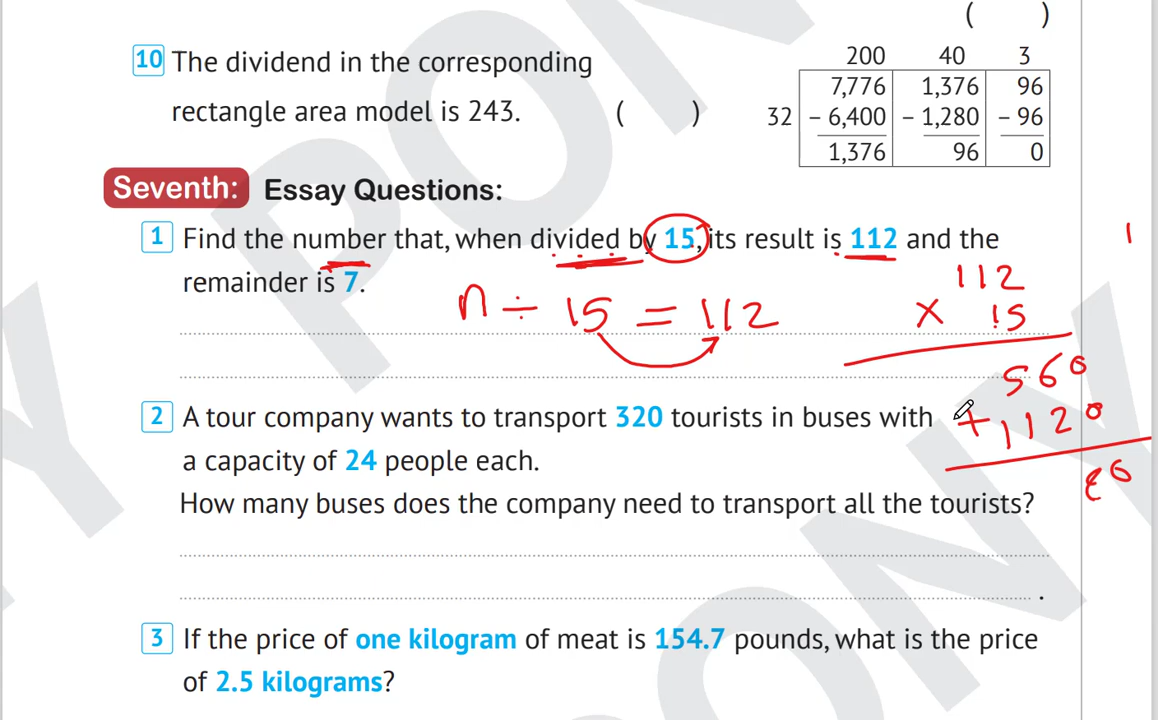 ( )
10 The dividend in the corresponding
rectangle area model is 243. ( )
200 40 3
7,776 1,376 96
32 – 6,400 – 1,280 – 96
1,376 96 0
Seventh: Essay Questions:
1 Find the number that, when divided by 15, its result is 112 and the
remainder is 7.
n ÷ 15 = 112
112
× 15
560
+ 1120
80
2 A tour company wants to transport 320 tourists in buses with
a capacity of 24 people each.
How many buses does the company need to transport all the tourists?
.
3 If the price of one kilogram of meat is 154.7 pounds, what is the price
of 2.5 kilograms?
PONY
PONY
Y